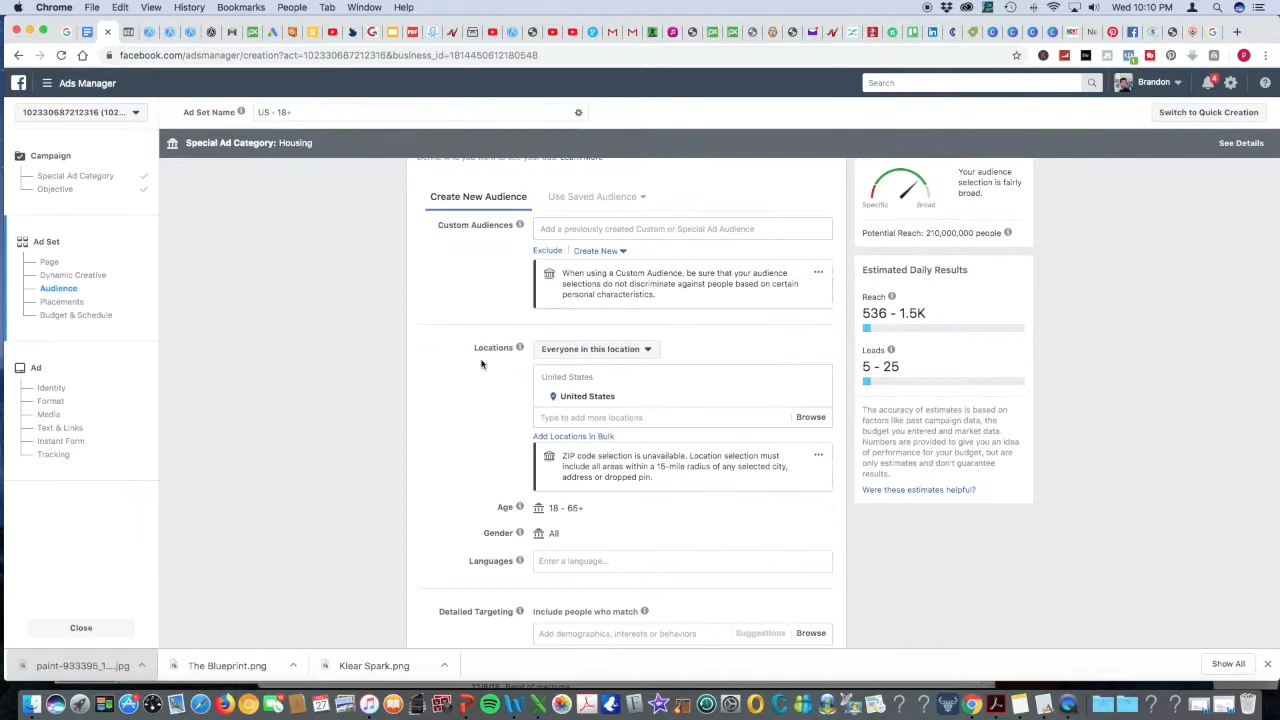 Chrome File Edit View History Bookmarks People Tab Window Help
Wed 10:10 PM
facebook.com/adsmanager/creation?act=102330687212316&business_id=1814450612180548
Ads Manager
Search
Brandon
4
102330687212316 (102...
Ad Set Name
US - 18+
Switch to Quick Creation
Special Ad Category: Housing
See Details
Campaign
Special Ad Category
Objective
Ad Set
Page
Dynamic Creative
Audience
Placements
Budget & Schedule
Ad
Identity
Format
Media
Text & Links
Instant Form
Tracking
Close
Create New Audience
Use Saved Audience
Custom Audiences
Add a previously created Custom or Special Ad Audience
Exclude
Create New
When using a Custom Audience, be sure that your audience
selections do not discriminate against people based on certain
personal characteristics.
Locations
Everyone in this location
United States
United States
Type to add more locations
Browse
Add Locations in Bulk
ZIP code selection is unavailable. Location selection must
include all areas within a 15-mile radius of any selected city,
address or dropped pin.
Age
18 - 65+
Gender
All
Languages
Enter a language...
Detailed Targeting
Include people who match
Add demographics, interests or behaviors
Suggestions
Browse
Your audience
selection is fairly
broad.
Specific
Broad
Potential Reach: 210,000,000 people
Estimated Daily Results
Reach
536 - 1.5K
Leads
5 - 25
The accuracy of estimates is based on
factors like past campaign data, the
budget you entered and market data.
Numbers are provided to give you an idea
of performance for your budget, but are
only estimates and don't guarantee
results.
Were these estimates helpful?
paint-933395_1....jpg
The Blueprint.png
Klear Spark.png
Show All